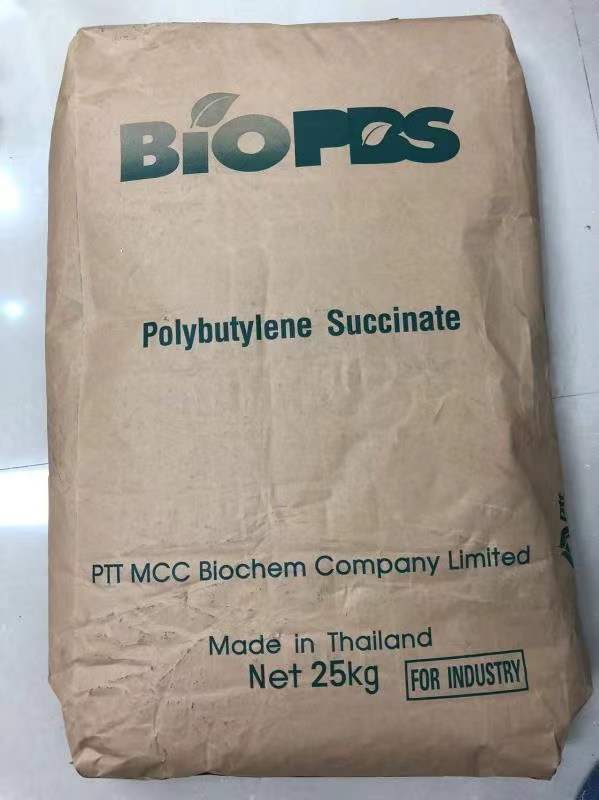 BioPBS
Polybutylene Succinate
PTT MCC Biochem Company Limited
Made in Thailand
Net 25kg
FOR INDUSTRY